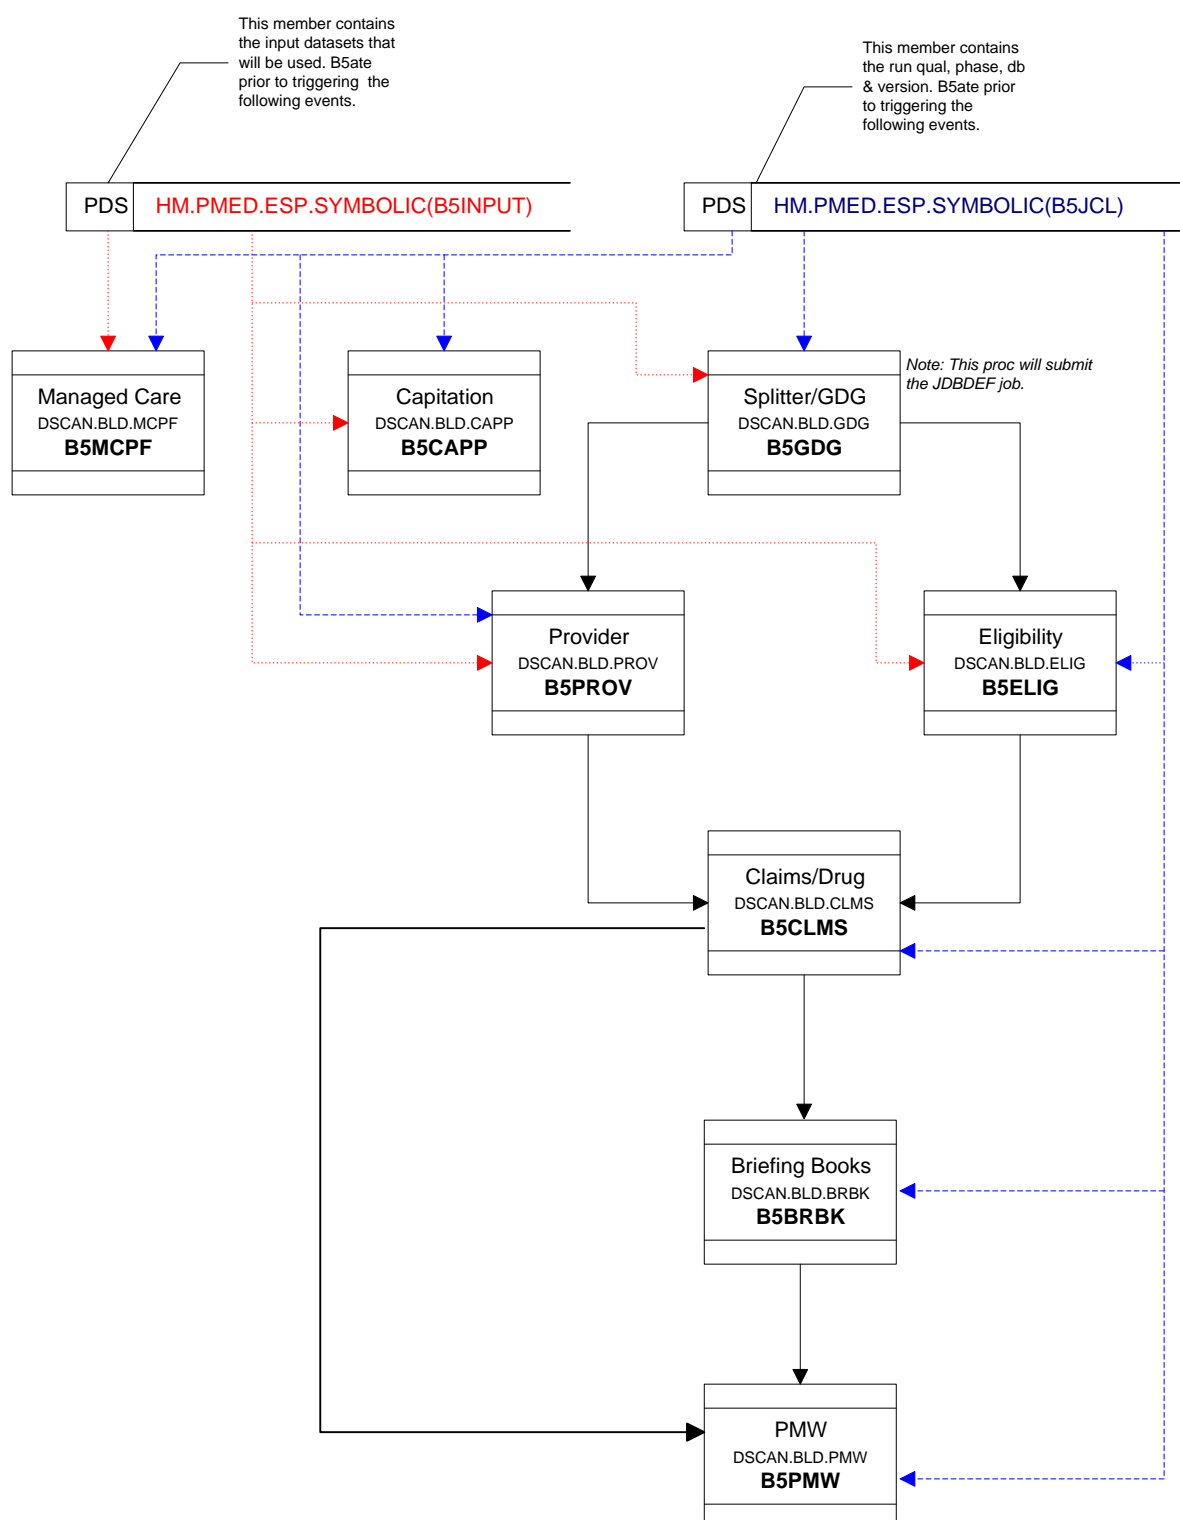 This member contains
the input datasets that
will be used. B5ate
prior to triggering the
following events.
This member contains
the run qual, phase, db
& version. B5ate prior
to triggering the
following events.
PDS HM.PMED.ESP.SYMBOLIC(B5INPUT)
PDS HM.PMED.ESP.SYMBOLIC(B5JCL)
Managed Care
DSCAN.BLD.MCPF
B5MCPF
Capitation
DSCAN.BLD.CAPP
B5CAPP
Splitter/GDG
DSCAN.BLD.GDG
B5GDG
Note: This proc will submit
the JDBDEF job.
Provider
DSCAN.BLD.PROV
B5PROV
Eligibility
DSCAN.BLD.ELIG
B5ELIG
Claims/Drug
DSCAN.BLD.CLMS
B5CLMS
Briefing Books
DSCAN.BLD.BRBK
B5BRBK
PMW
DSCAN.BLD.PMW
B5PMW